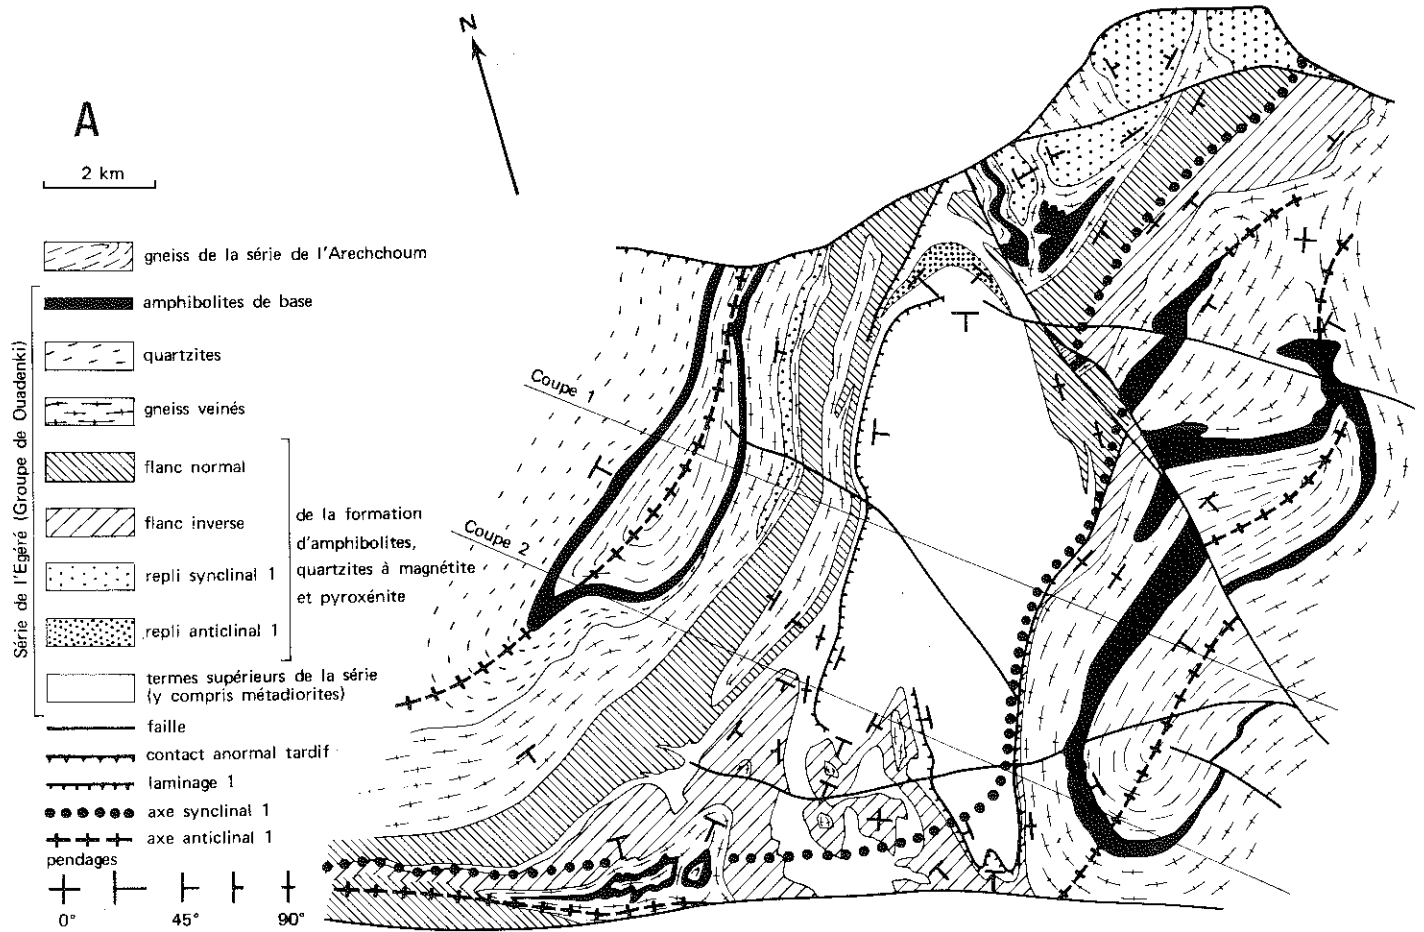 N
A
2 km
gneiss de la série de l'Arechchoum
Série de l'Egéré (Groupe de Ouadenki)
amphibolites de base
quartzites
gneiss veinés
flanc normal
flanc inverse
repli synclinal 1
repli anticlinal 1
de la formation
d'amphibolites,
quartzites à magnétite
et pyroxénite
termes supérieurs de la série
(y compris métadiorites)
faille
contact anormal tardif
laminage 1
axe synclinal 1
axe anticlinal 1
pendages
0° 45° 90°
Coupe 1
Coupe 2